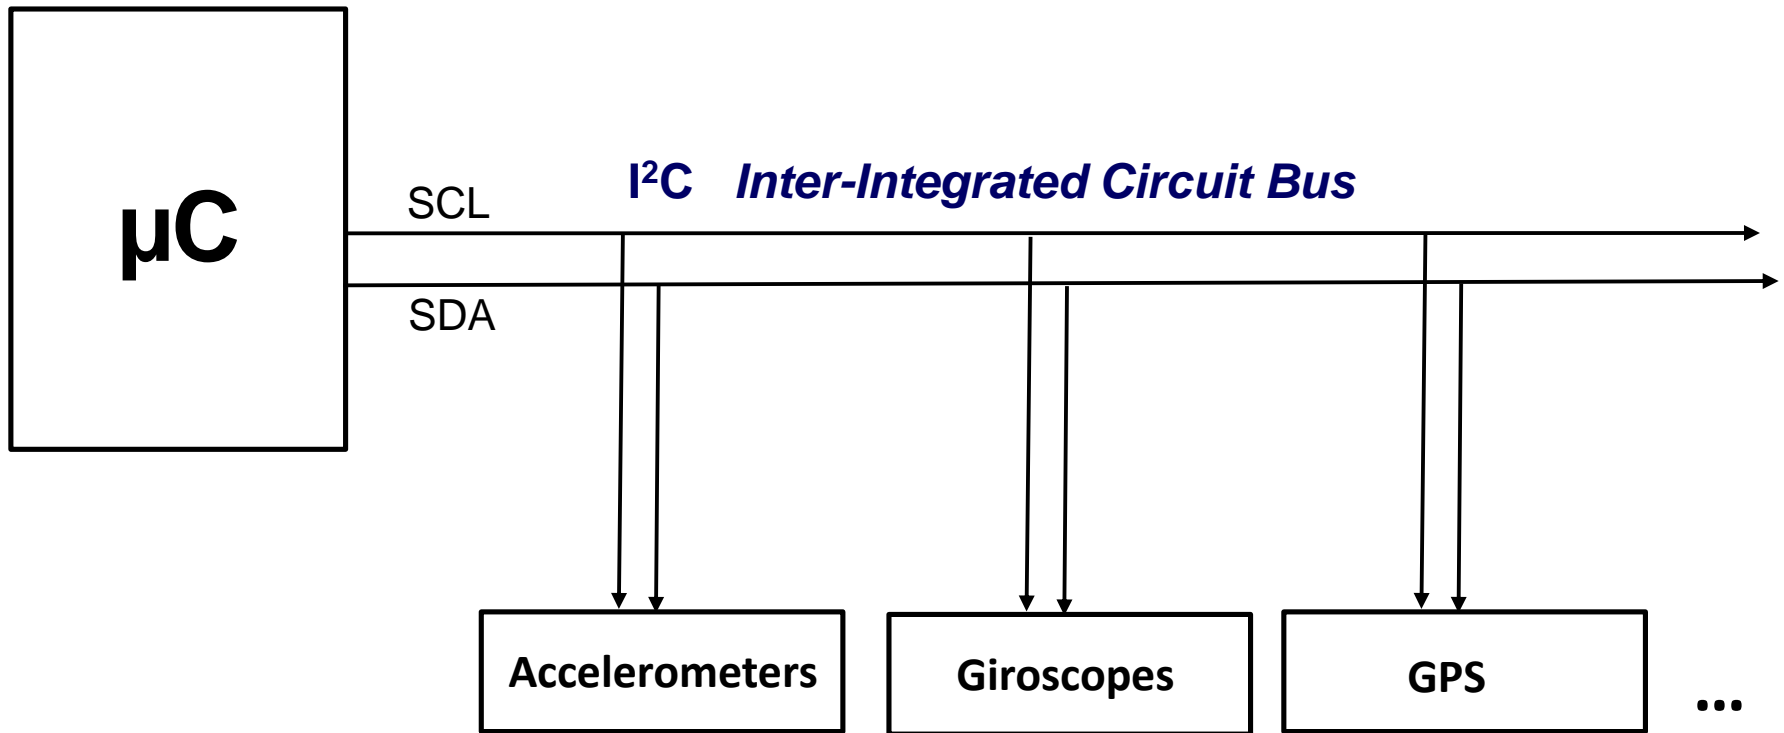 µC
SCL
I²C Inter-Integrated Circuit Bus
SDA
Accelerometers
Giroscopes
GPS
...